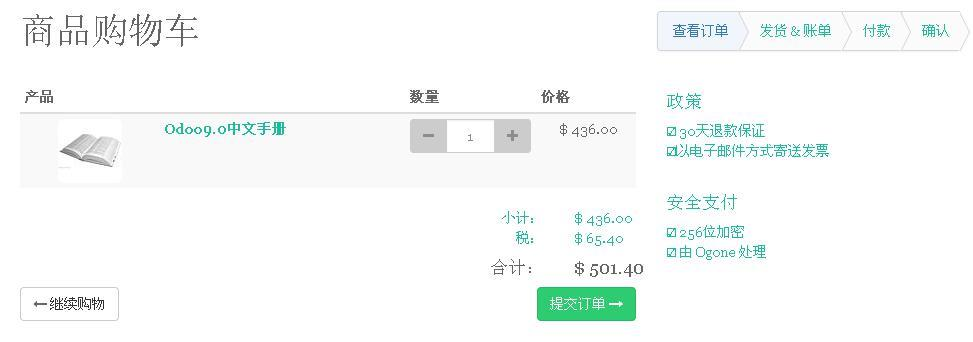 商品购物车
查看订单 发货 & 账单 付款 确认
产品 数量 价格
Odoo9.0中文手册 1 $ 436.00
小计： $ 436.00
税： $ 65.40
合计： $ 501.40
←继续购物 提交订单 →
政策
☑ 30天退款保证
☑以电子邮件方式寄送发票
安全支付
☑ 256位加密
☑ 由 Ogone 处理